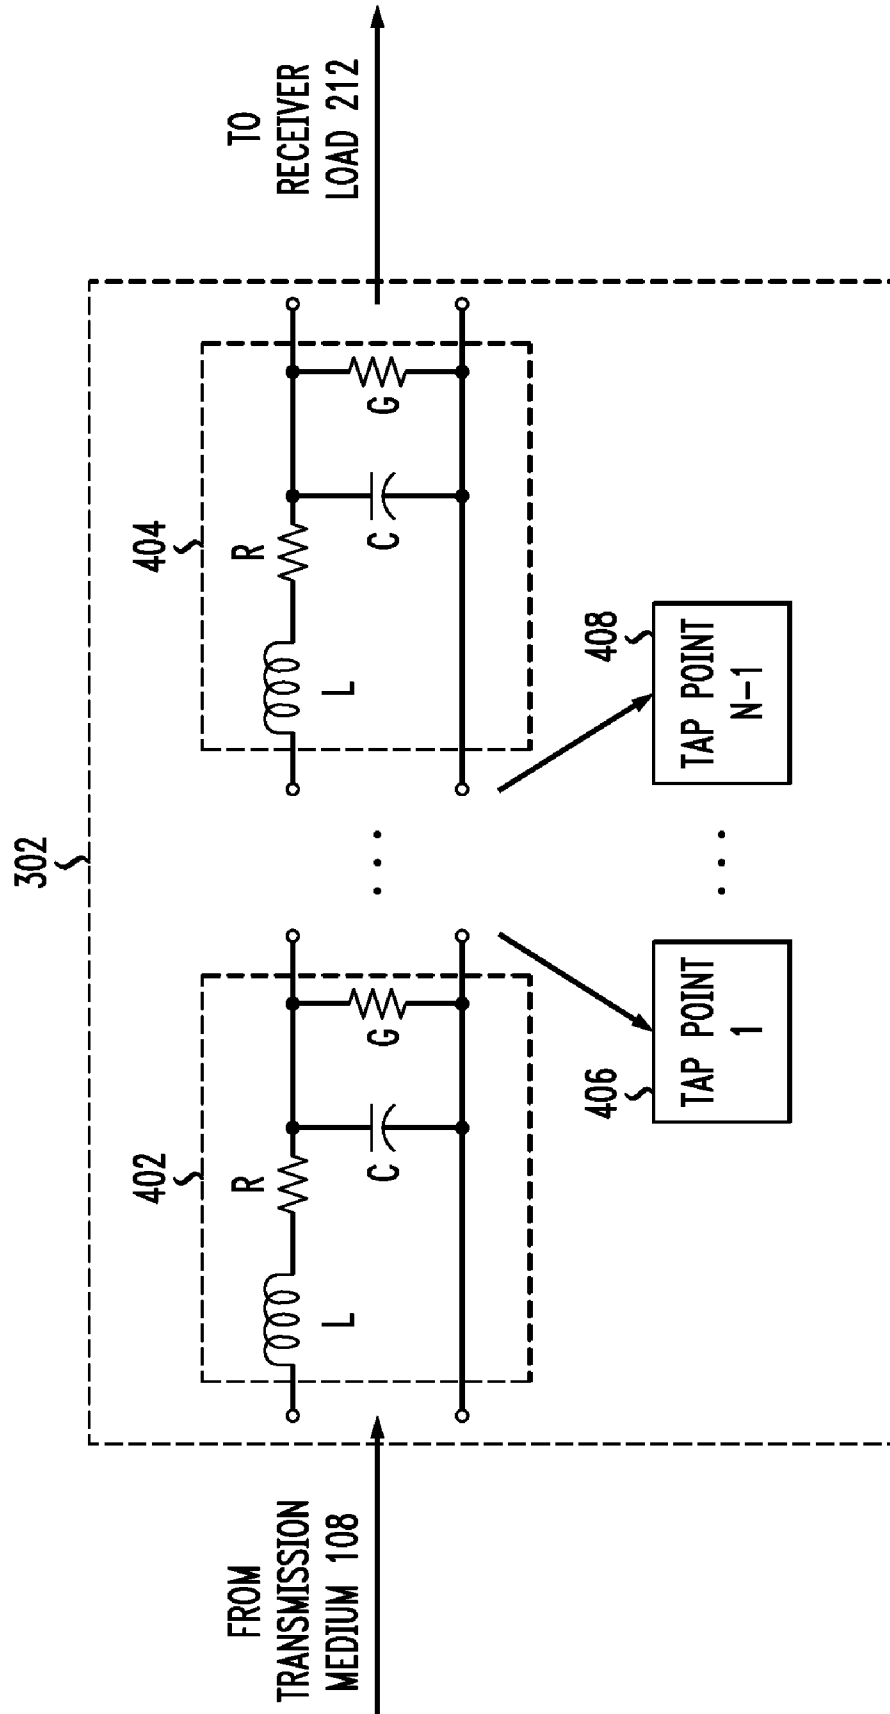 302
FROM
TRANSMISSION
MEDIUM 108
402
L
R
C
G
404
L
R
C
G
TO
RECEIVER
LOAD 212
406
TAP POINT
1
408
TAP POINT
N-1